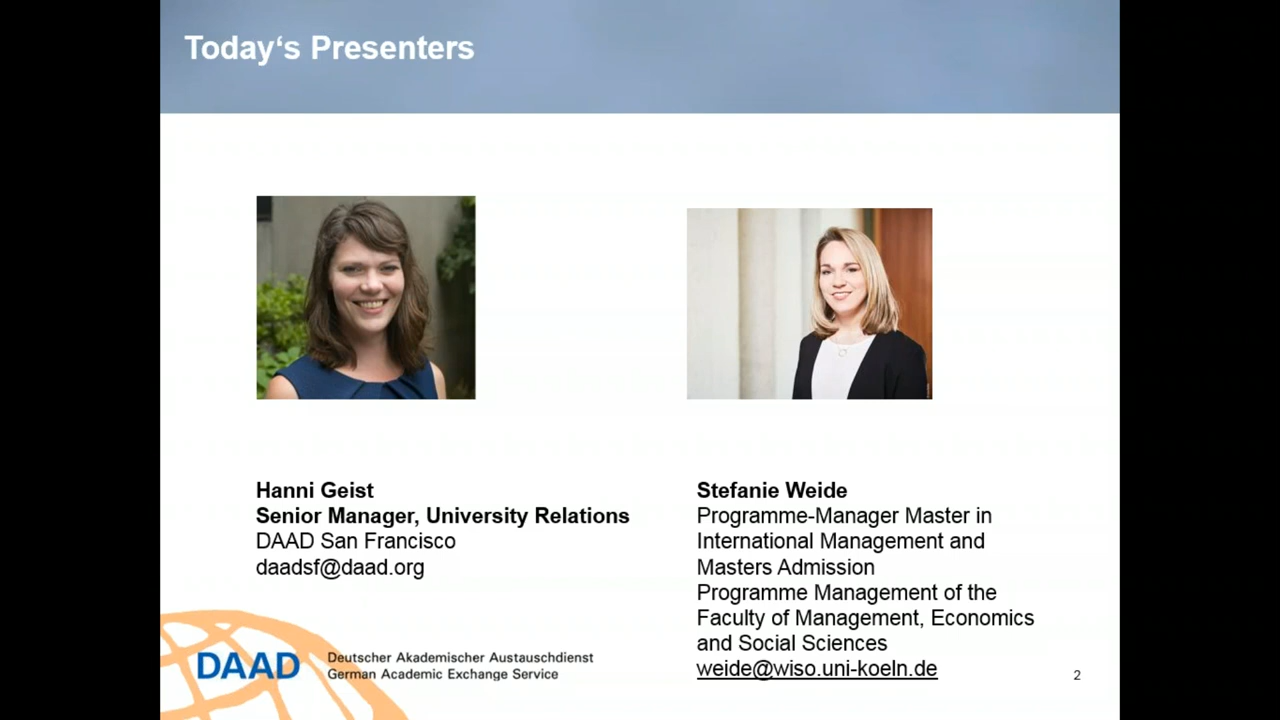 Today‘s Presenters
Hanni Geist
Senior Manager, University Relations
DAAD San Francisco
daadsf@daad.org
Stefanie Weide
Programme-Manager Master in
International Management and
Masters Admission
Programme Management of the
Faculty of Management, Economics
and Social Sciences
weide@wiso.uni-koeln.de
DAAD
Deutscher Akademischer Austauschdienst
German Academic Exchange Service
2